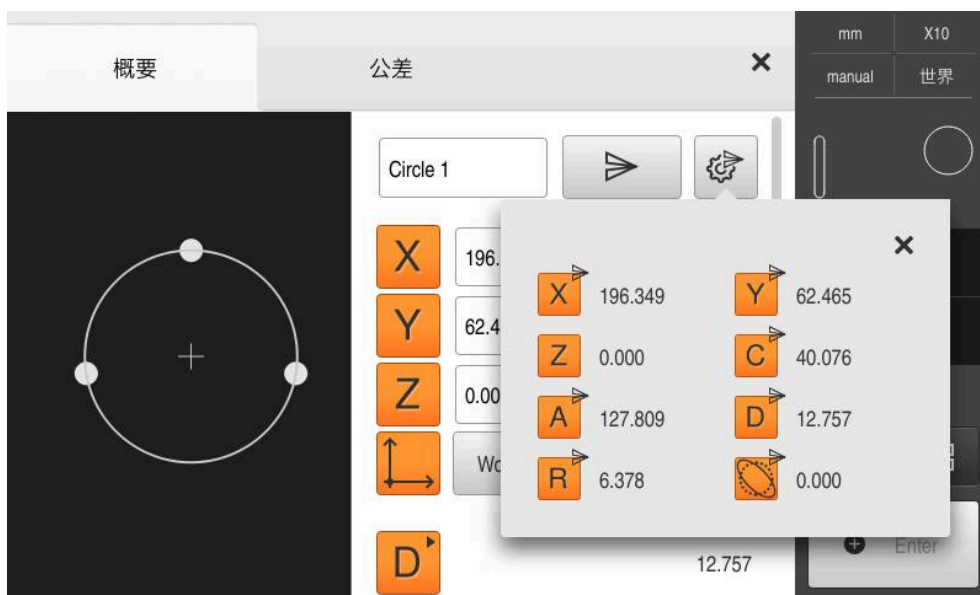 概要
公差
mm
X10
manual
世界
Circle 1
X
196.
Y
62.4
Z
0.00
Wo
D
12.757
X
196.349
Y
62.465
Z
0.000
C
40.076
A
127.809
D
12.757
R
6.378
0.000
Enter